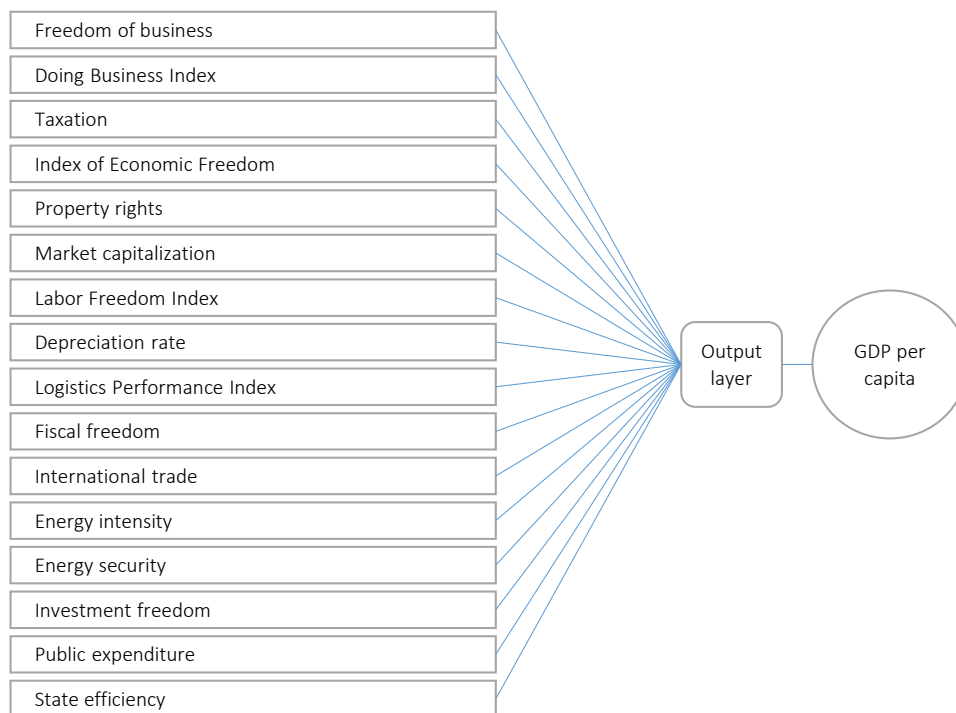 Freedom of business
Doing Business Index
Taxation
Index of Economic Freedom
Property rights
Market capitalization
Labor Freedom Index
Depreciation rate
Logistics Performance Index
Fiscal freedom
International trade
Energy intensity
Energy security
Investment freedom
Public expenditure
State efficiency
Output
layer
GDP per
capita